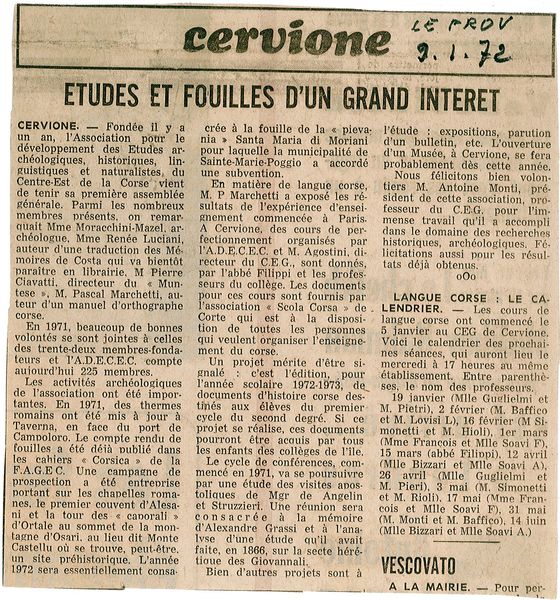 cervione
LE PROV
9.1.72
ETUDES ET FOUILLES D'UN GRAND INTERET
CERVIONE. — Fondée il y a
un an, l'Association pour le
développement des Etudes ar-
chéologiques, historiques, lin-
guistiques et naturalistes, du
Centre-Est de la Corse vient
de tenir sa première assemblée
générale. Parmi les nombreux
membres présents, on remar-
quait Mme Moracchini-Mazel, ar-
chéologue. Mme Renée Luciani,
auteur d'une traduction des Mé-
moires de Costa qui va bientôt
paraître en librairie. M Pierre
Ciavatti, directeur du « Mun-
tese », M. Pascal Marchetti, au-
teur d'un manuel d'orthographe
corse.
En 1971, beaucoup de bonnes
volontés se sont jointes à celles
des trente-deux membres-fonda-
teurs et l'A.D.E.C.E.C. compte
aujourd'hui 225 membres.
Les activités archéologiques
de l'association ont été impor-
tantes. En 1971, des thermes
romains ont été mis à jour à
Taverna, en face du port de
Campoloro. Le compte rendu de
fouilles a été déjà publié dans
les cahiers « Corsica » de la
F.A.G.E.C. Une campagne de
prospection a été entreprise
portant sur les chapelles roma-
nes. le premier couvent d'Alesa-
ni et la tour des « caporali »
d'Ortale au sommet de la mon-
tagne d'Osari, au lieu dit Monte
Castellu où se trouve, peut-être.
un site préhistorique. L'année
1972 sera essentiellement consa-
crée à la fouille de la « pieva-
nia » Santa Maria di Moriani
pour laquelle la municipalité de
Sainte-Marie-Poggio a accordé
une subvention.
En matière de langue corse,
M. P Marchetti a exposé les ré-
sultats de l'expérience d'ensei-
gnement commencée à Paris-
A Cervione, des cours de per-
fectionnement organisés par
l'A.D.E.C.E.C. et M. Agostini, di-
recteur du C.E.G., sont donnés,
par l'abbé Filippi et les profes-
seurs du collège. Les documents
pour ces cours sont fournis par
l'association « Scola Corsa » de
Corte qui est à la disposi-
tion de toutes les personnes
qui veulent organiser l'enseigne-
ment du corse.
Un projet mérite d'être si-
gnalé : c'est l'édition, pour
l'année scolaire 1972-1973, de
documents d'histoire corse des-
tinés aux élèves du premier
cycle du second degré. Si ce
projet se réalise, ces documents
pourront être acquis par tous
les enfants des collèges de l'île.
Le cycle de conférences, com-
mencé en 1971, va se poursuivre
par une étude des visites apos-
toliques de Mgr de Angelin
et Struzzieri. Une réunion sera
consacrée à la mémoire
d'Alexandre Grassi et à l'ana-
lyse d'une étude qu'il avait
faite, en 1866, sur la secte héré-
tique des Giovannali.
Bien d'autres projets sont à
l'étude : expositions, parution
d'un bulletin, etc. L'ouverture
d'un Musée, à Cervione, se fera
probablement dès cette année.
Nous félicitons bien volon-
tiers M. Antoine Monti, pré-
sident de cette association, pro-
fesseur du C.E.G. pour l'im-
mense travail qu'il a accompli
dans le domaine des recherches
historiques, archéologiques. Fé-
licitations aussi pour les résul-
tats déjà obtenus.
oOo
LANGUE CORSE : LE CA-
LENDRIER. — Les cours de
langue corse ont commencé le
5 janvier au CEG de Cervione.
Voici le calendrier des prochai-
nes séances, qui auront lieu le
mercredi à 17 heures au même
établissement. Entre parenthè-
ses, le nom des professeurs.
19 janvier (Mlle Guglielmi et
M. Pietri), 2 février (M. Baffico
et M. Lovisi L), 16 février (M Si-
monetti et M. Hioli), 1er mars
(Mme Francois et Mlle Soavi F)
15 mars (abbé Filippi), 12 avril
(Mlle Bizzari et Mlle Soavi A).
26 avril (Mlle Guglielmi et
M. Pieri), 3 mai (M. Simonetti
et M. Rioli), 17 mai (Mme Fran-
çois et Mlle Soavi F), 31 mai
(M. Monti et M. Baffico), 14 juin
(Mlle Bizzari et Mlle Soavi A.)
VESCOVATO
A LA MAIRIE. — Pour per-